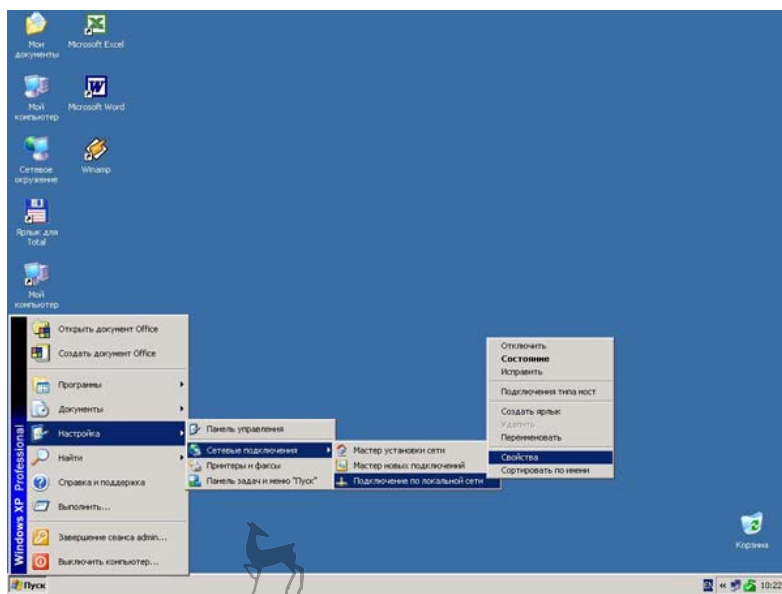 Мои документы
Microsoft Excel
Мой компьютер
Microsoft Word
Сетевое окружение
Winamp
Ярлык для Total
Мой компьютер
Windows XP Professional
Открыть документ Office
Создать документ Office
Программы
Документы
Настройка
Найти
Справка и поддержка
Выполнить...
Завершение сеанса admin...
Выключить компьютер...
Панель управления
Сетевые подключения
Принтеры и факсы
Панель задач и меню "Пуск"
Мастер установки сети
Мастер новых подключений
Подключение по локальной сети
Отключить
Состояние
Исправить
Подключения типа мост
Создать ярлык
Удалить
Переименовать
Свойства
Сортировать по имени
Корзина
Пуск
EN
«
10:22